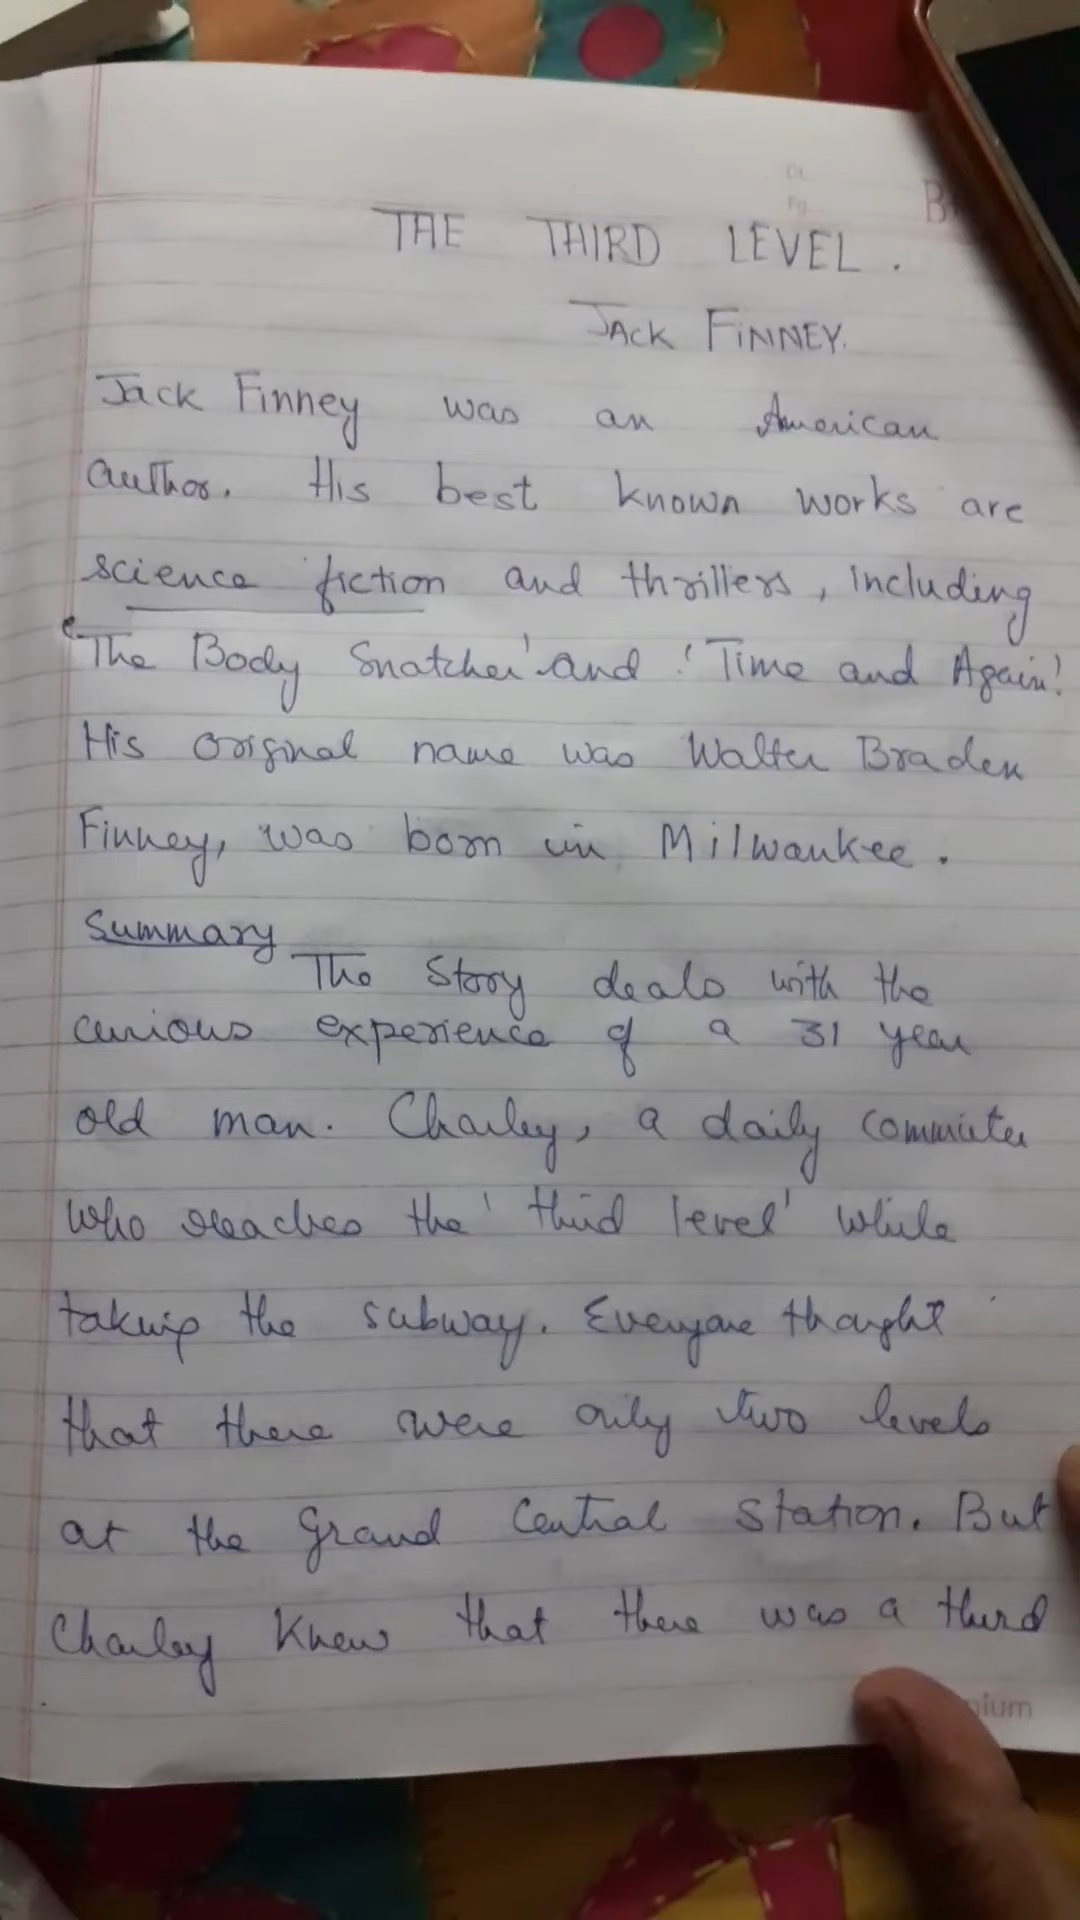 THE THIRD LEVEL.
JACK FINNEY.
Jack Finney was an American
author. His best known works are
science fiction and thrillers, including
'The Body Snatcher' and 'Time and Again'
His original name was Walter Braden
Finney, was born in Milwaukee.
Summary
The Story deals with the
curious experience of a 31 year
old man. Charley, a daily commuter
who reaches the 'third level' while
taking the subway. Everyone thought
that there were only two levels
at the Grand Central Station. But
Charley knew that there was a third